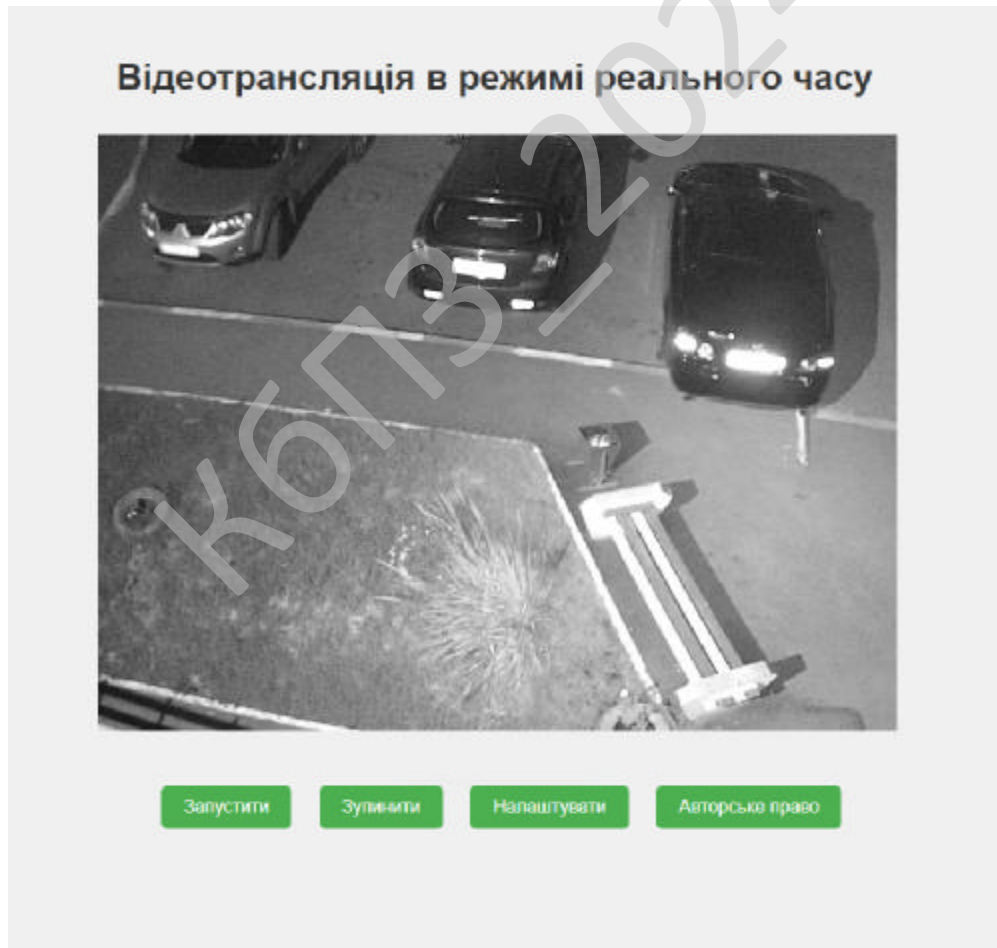 Відеотрансляція в режимі реального часу
Запустити
Зупинити
Налаштувати
Авторське право